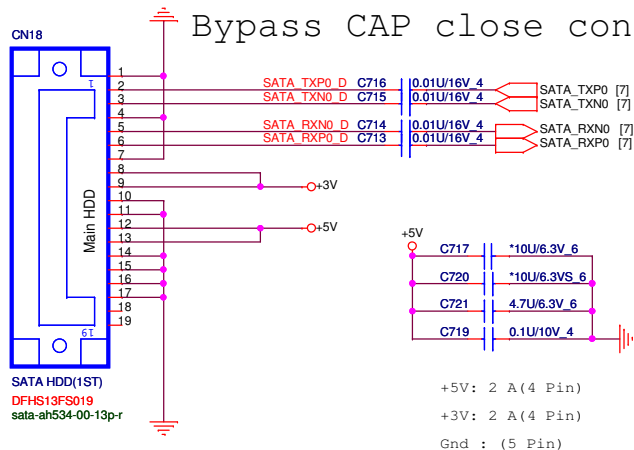 Bypass CAP close con
CN18
1
1
2 SATA_TXP0_D C716 0.01U/16V_4 SATA_TXP0 [7]
3 SATA_TXN0_D C715 0.01U/16V_4 SATA_TXN0 [7]
4
5 SATA_RXN0_D C714 0.01U/16V_4 SATA_RXN0 [7]
6 SATA_RXP0_D C713 0.01U/16V_4 SATA_RXP0 [7]
7
8
9 +3V
10
11
12 +5V
13
14
15
16
17
18
19
19
Main HDD
SATA HDD(1ST)
DFHS13FS019
sata-ah534-00-13p-r
+5V
C717 *10U/6.3V_6
C720 *10U/6.3VS_6
C721 4.7U/6.3V_6
C719 0.1U/10V_4
+5V: 2 A(4 Pin)
+3V: 2 A(4 Pin)
Gnd : (5 Pin)